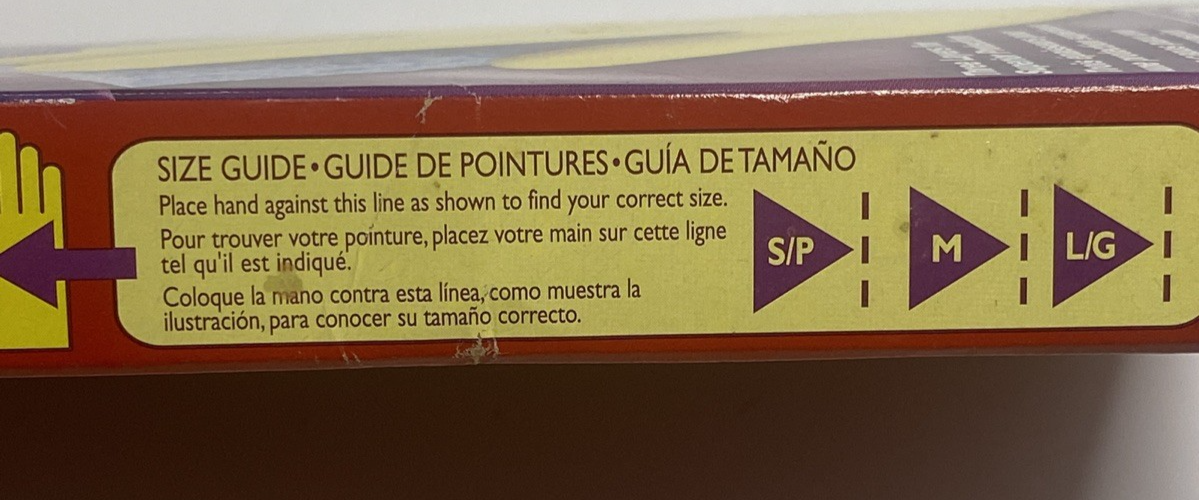 SIZE GUIDE•GUIDE DE POINTURES•GUÍA DE TAMAÑO
Place hand against this line as shown to find your correct size.
Pour trouver votre pointure, placez votre main sur cette ligne
tel qu'il est indiqué.
Coloque la mano contra esta línea, como muestra la
ilustración, para conocer su tamaño correcto.
S/P
M
L/G